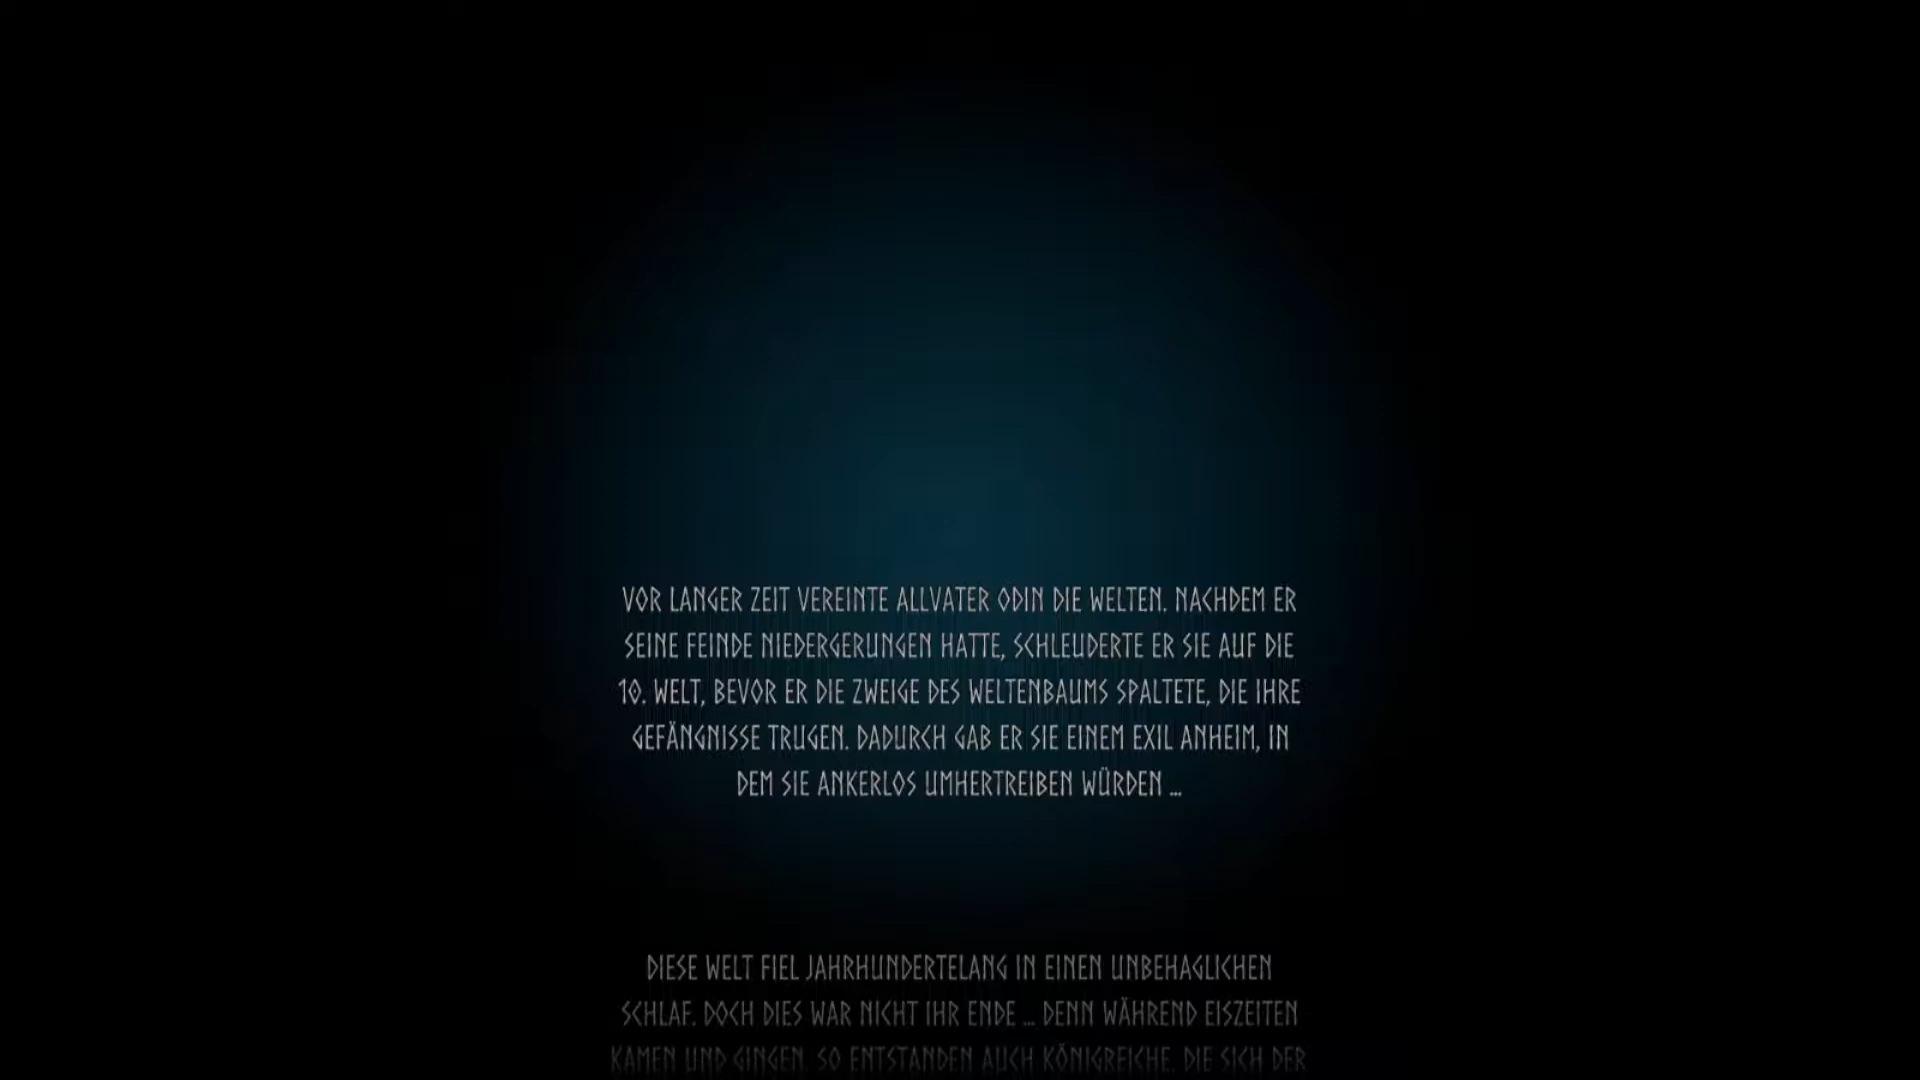 VOR LANGER ZEIT VEREINTE ALLVATER ODIN DIE WELTEN. NACHDEM ER
SEINE FEINDE NIEDERGERUNGEN HATTE, SCHLEUDERTE ER SIE AUF DIE
10. WELT, BEVOR ER DIE ZWEIGE DES WELTENBAUMS SPALTETE, DIE IHRE
GEFÄNGNISSE TRUGEN. DADURCH GAB ER SIE EINEM EXIL ANHEIM, IN
DEM SIE ANKERLOS UMHERTREIBEN WÜRDEN ...
DIESE WELT FIEL JAHRHUNDERTELANG IN EINEN UNBEHAGLICHEN
SCHLAF. DOCH DIES WAR NICHT IHR ENDE ... DENN WÄHREND EISZEITEN
KAMEN UND GINGEN, SO ENTSTANDEN AUCH KÖNIGREICHE, DIE SICH DER